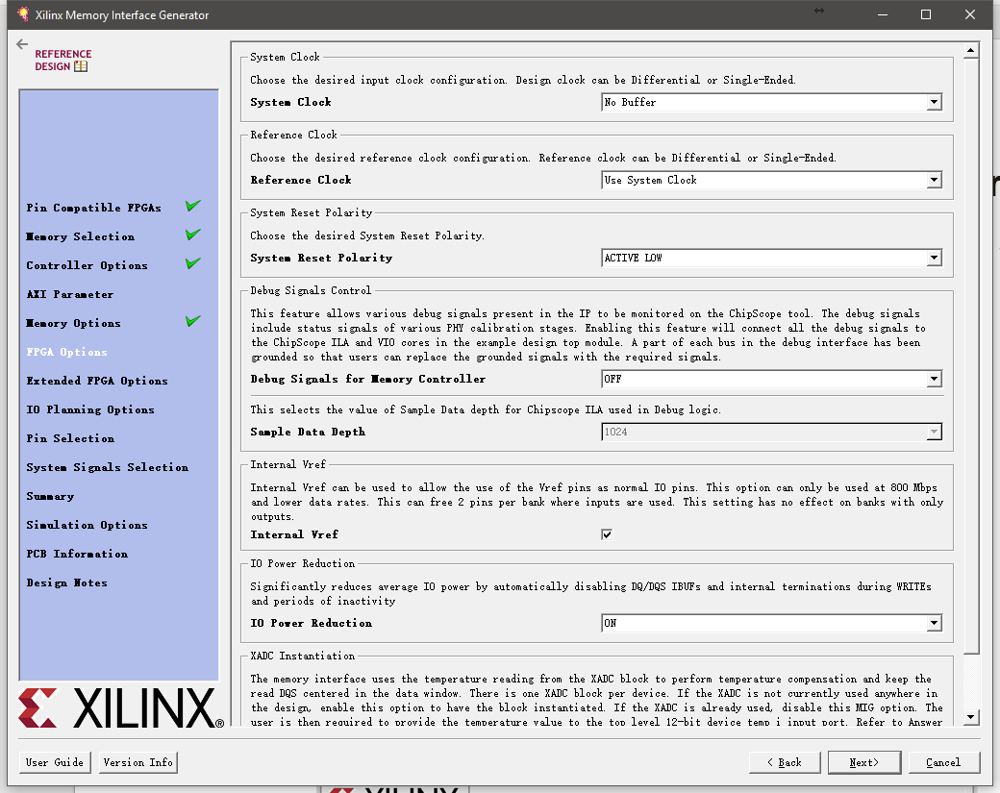 Xilinx Memory Interface Generator
REFERENCE
DESIGN
Pin Compatible FPGAs
Memory Selection
Controller Options
AXI Parameter
Memory Options
FPGA Options
Extended FPGA Options
IO Planning Options
Pin Selection
System Signals Selection
Summary
Simulation Options
PCB Information
Design Notes
XILINX®
System Clock
Choose the desired input clock configuration. Design clock can be Differential or Single-Ended.
System Clock No Buffer
Reference Clock
Choose the desired reference clock configuration. Reference clock can be Differential or Single-Ended.
Reference Clock Use System Clock
System Reset Polarity
Choose the desired System Reset Polarity.
System Reset Polarity ACTIVE LOW
Debug Signals Control
This feature allows various debug signals present in the IP to be monitored on the ChipScope tool. The debug signals
include status signals of various PHY calibration stages. Enabling this feature will connect all the debug signals to
the ChipScope ILA and VIO cores in the example design top module. A part of each bus in the debug interface has been
grounded so that users can replace the grounded signals with the required signals.
Debug Signals for Memory Controller OFF
This selects the value of Sample Data depth for Chipscope ILA used in Debug logic.
Sample Data Depth 1024
Internal Vref
Internal Vref can be used to allow the use of the Vref pins as normal IO pins. This option can only be used at 800 Mbps
and lower data rates. This can free 2 pins per bank where inputs are used. This setting has no effect on banks with only
outputs.
Internal Vref
IO Power Reduction
Significantly reduces average IO power by automatically disabling DQ/DQS IBUFs and internal terminations during WRITEs
and periods of inactivity
IO Power Reduction ON
XADC Instantiation
The memory interface uses the temperature reading from the XADC block to perform temperature compensation and keep the
read DQS centered in the data window. There is one XADC block per device. If the XADC is not currently used anywhere in
the design, enable this option to have the block instantiated. If the XADC is already used, disable this MIG option. The
user is then required to provide the temperature value to the top level 12-bit device_temp_i input port. Refer to Answer
User Guide
Version Info
< Back
Next>
Cancel
XILINX